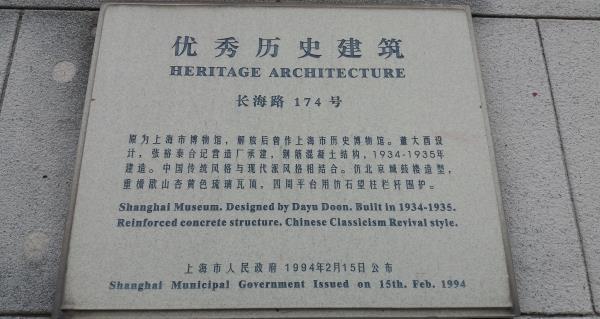 优秀历史建筑
HERITAGE ARCHITECTURE
长海路 174 号
原为上海市博物馆，解放后曾作上海市历史博物馆。董大酉设
计，张裕泰合记营造厂承建，钢筋混凝土结构，1934-1935年
建造。中国传统风格与现代派风格相结合。仿北京城鼓楼造型，
重檐歇山杏黄色琉璃瓦顶，四周平台用仿石望柱栏杆围护。
Shanghai Museum. Designed by Dayu Doon. Built in 1934-1935.
Reinforced concrete structure. Chinese Classicism Revival style.
上海市人民政府 1994年2月15日公布
Shanghai Municipal Government Issued on 15th. Feb. 1994